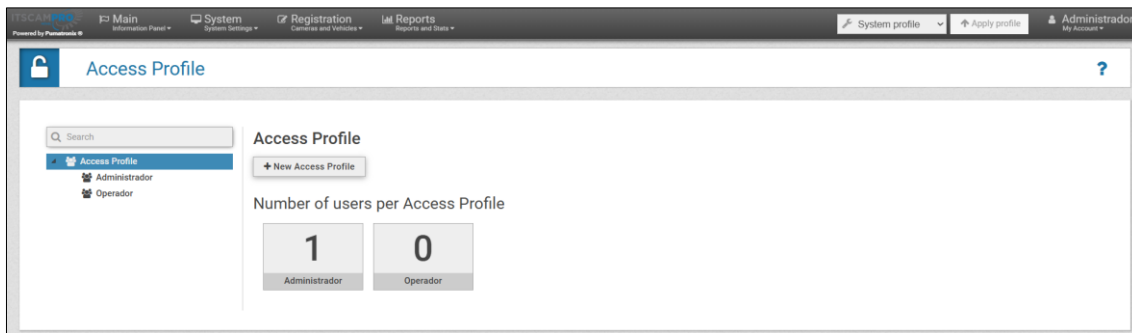 ITSCAMPRO
Powered by Pumatronix ®
Main
Information Panel
System
System Settings
Registration
Cameras and Vehicles
Reports
Reports and Stats
System profile
Apply profile
Administrador
My Account
Access Profile
?
Search
Access Profile
Administrador
Operador
Access Profile
+ New Access Profile
Number of users per Access Profile
1 0
Administrador Operador